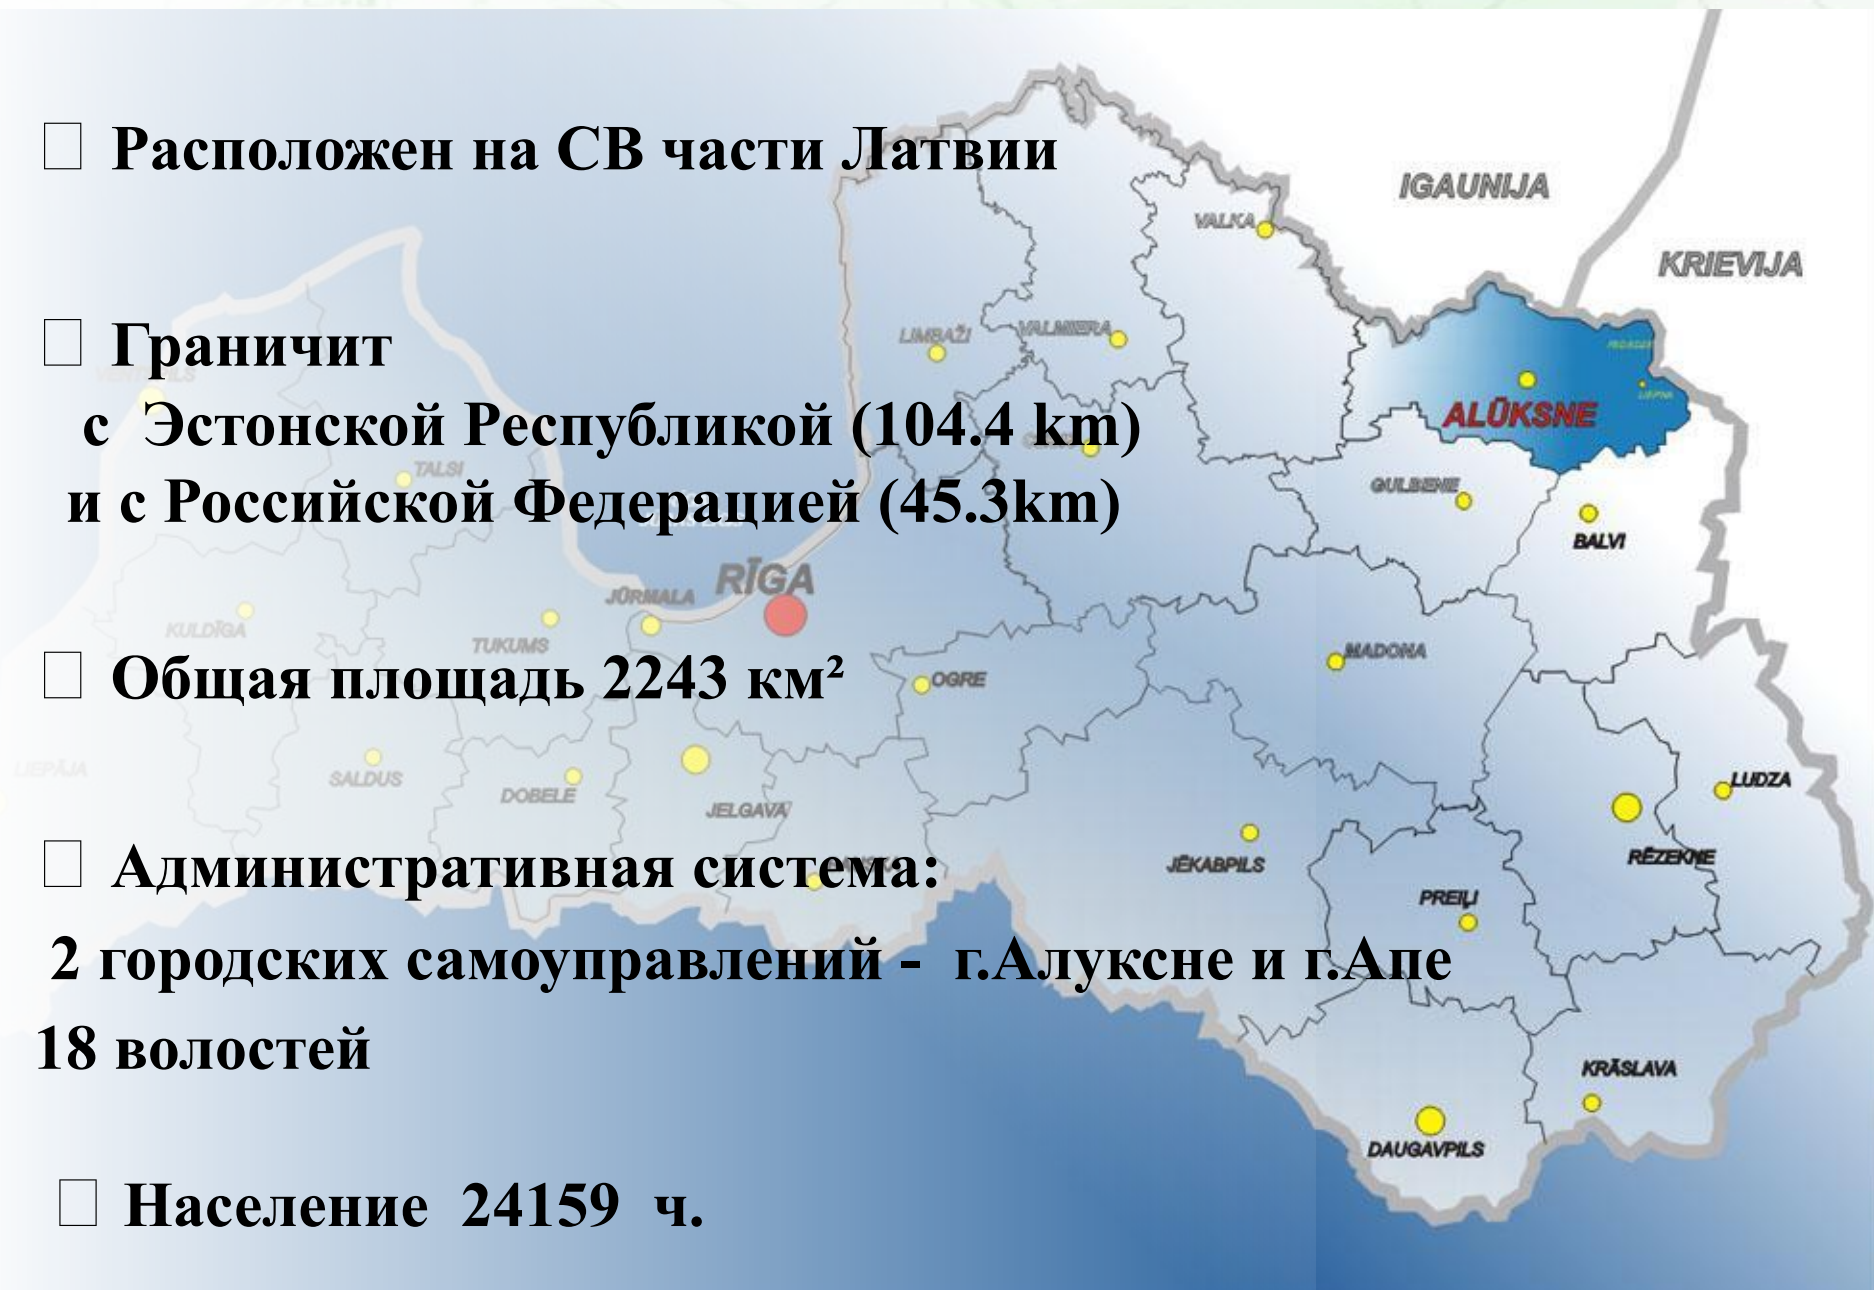 Расположен на СВ части Латвии
IGAUNIJA
VALKA
KRIEVIJA
Граничит
LIMBAŽI
VALMIERA
с Эстонской Республикой (104.4 km)
ALŪKSNE
TALSI
и с Российской Федерацией (45.3km)
GULBENE
BALVI
RĪGA
JŪRMALA
KULDĪGA
TUKUMS
MADONA
Общая площадь 2243 км²
OGRE
LIEPĀJA
SALDUS
DOBELE
JELGAVA
LUDZA
Административная система:
JĒKABPILS
RĒZEKNE
PREIĻI
2 городских самоуправлений - г.Алуксне и г.Апе
18 волостей
KRĀSLAVA
DAUGAVPILS
Население 24159 ч.